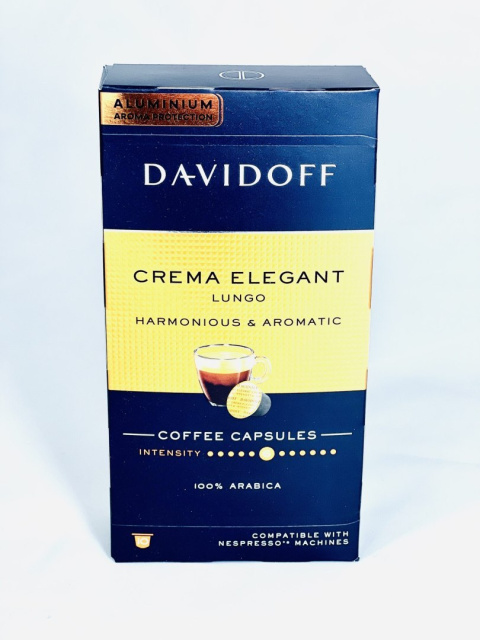 ALUMINIUM
AROMA PROTECTION
DAVIDOFF
CREMA ELEGANT
LUNGO
HARMONIOUS & AROMATIC
COFFEE CAPSULES
INTENSITY
100% ARABICA
COMPATIBLE WITH
NESPRESSO®* MACHINES